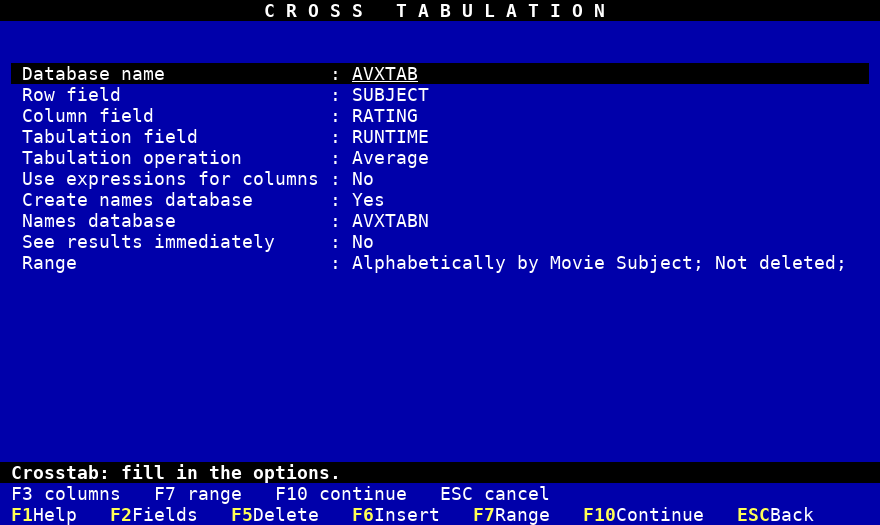 C R O S S   T A B U L A T I O N
Database name : AVXTAB
Row field : SUBJECT
Column field : RATING
Tabulation field : RUNTIME
Tabulation operation : Average
Use expressions for columns : No
Create names database : Yes
Names database : AVXTABN
See results immediately : No
Range : Alphabetically by Movie Subject; Not deleted;
Crosstab: fill in the options.
F3 columns   F7 range   F10 continue   ESC cancel
F1Help   F2Fields   F5Delete   F6Insert   F7Range   F10Continue   ESCBack